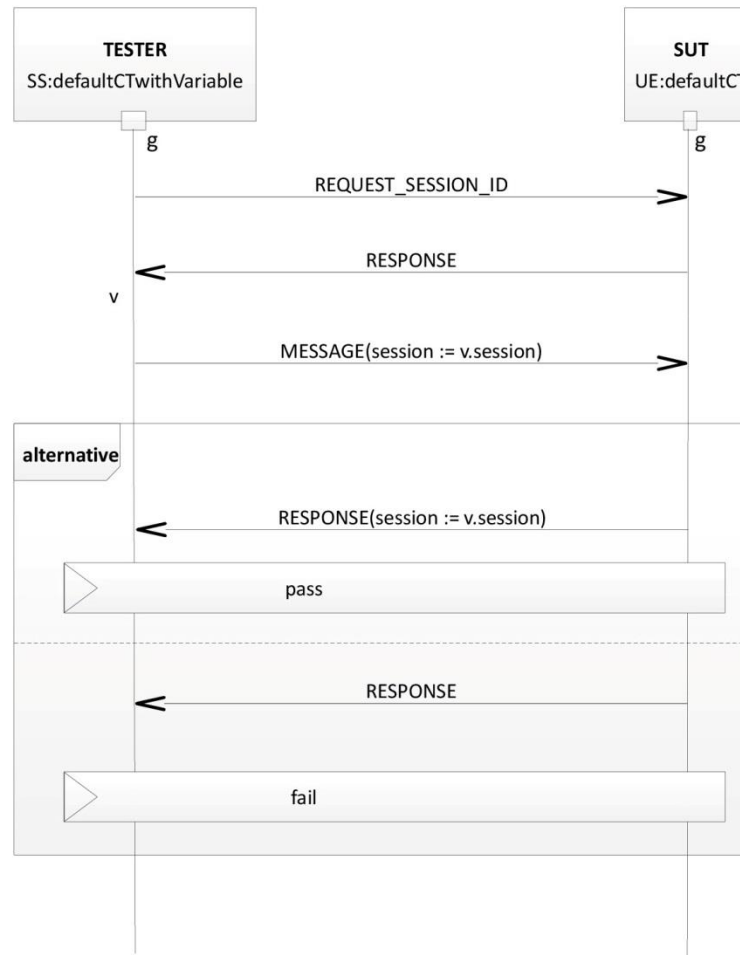 TESTER
SS:defaultCTwithVariable
SUT
UE:defaultCT
g
g
REQUEST_SESSION_ID
RESPONSE
v
MESSAGE(session := v.session)
alternative
RESPONSE(session := v.session)
pass
RESPONSE
fail